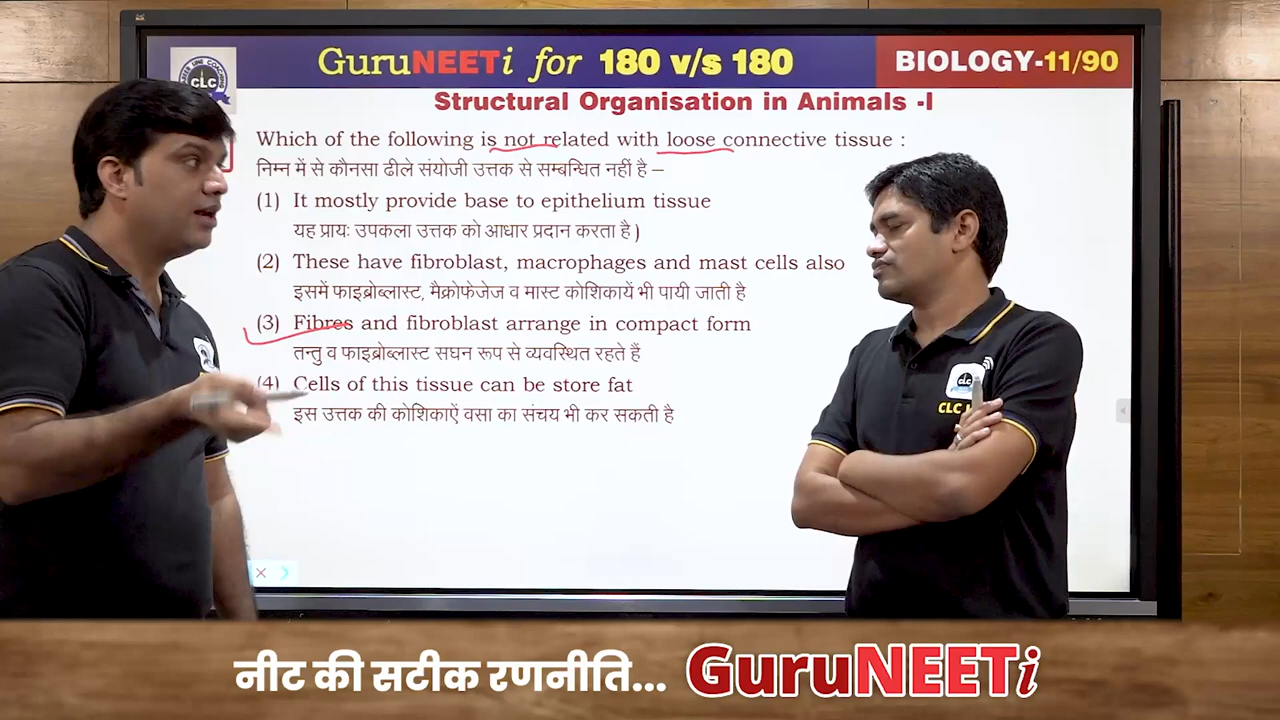 GuruNEETi for 180 v/s 180
BIOLOGY-11/90
CLC
Structural Organisation in Animals -I
Which of the following is not related with loose connective tissue :
निम्न में से कौनसा ढीले संयोजी उत्तक से सम्बन्धित नहीं है –
(1) It mostly provide base to epithelium tissue
यह प्रायः उपकला उत्तक को आधार प्रदान करता है )
(2) These have fibroblast, macrophages and mast cells also
इसमें फाइब्रोब्लास्ट, मैक्रोफेजेज व मास्ट कोशिकायें भी पायी जाती है
(3) Fibres and fibroblast arrange in compact form
तन्तु व फाइब्रोब्लास्ट सघन रूप से व्यवस्थित रहते हैं
(4) Cells of this tissue can be store fat
इस उत्तक की कोशिकाऐं वसा का संचय भी कर सकती है
CLC
CLC
नीट की सटीक रणनीति... GuruNEETi